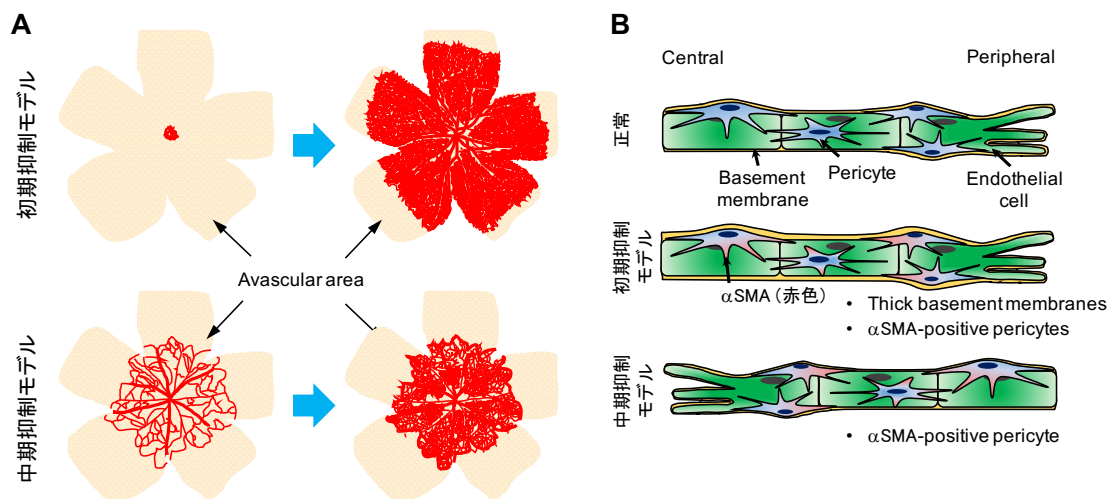 A
初期抑制モデル
Avascular area
中期抑制モデル
B
Central
Peripheral
正常
Basement
membrane
Pericyte
Endothelial
cell
初期抑制
モデル
αSMA（赤色）
• Thick basement membranes
• αSMA-positive pericytes
中期抑制
モデル
• αSMA-positive pericyte